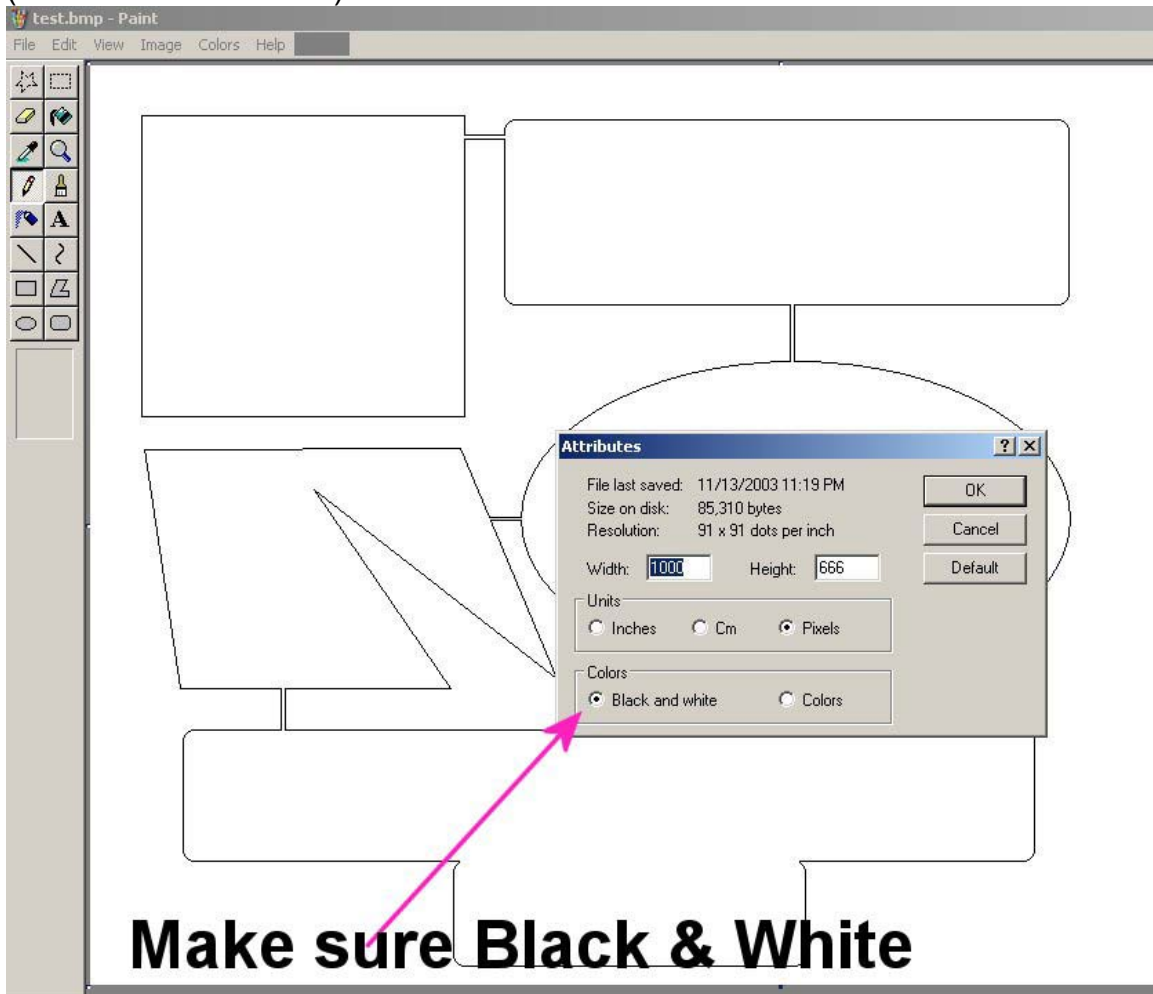 test.bmp - Paint
File Edit View Image Colors Help
A
Attributes
File last saved: 11/13/2003 11:19 PM
Size on disk: 85,310 bytes
Resolution: 91 x 91 dots per inch
Width: 1000 Height: 666
Units
Inches Cm Pixels
Colors
Black and white Colors
OK
Cancel
Default
Make sure Black & White